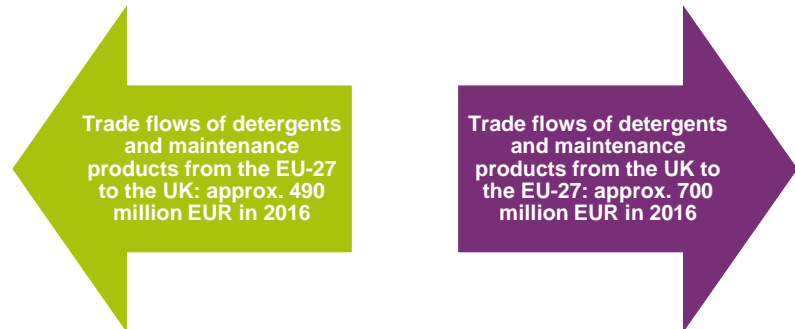 Trade flows of detergents
and maintenance
products from the EU-27
to the UK: approx. 490
million EUR in 2016
Trade flows of detergents
and maintenance
products from the UK to
the EU-27: approx. 700
million EUR in 2016